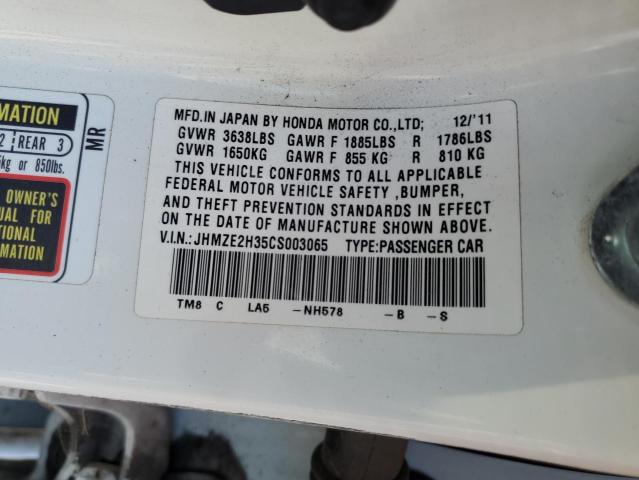 MFD.IN JAPAN BY HONDA MOTOR CO.,LTD; 12/'11
GVWR 3638LBS GAWR F 1885LBS R 1786LBS
GVWR 1650KG GAWR F 855 KG R 810 KG
THIS VEHICLE CONFORMS TO ALL APPLICABLE
FEDERAL MOTOR VEHICLE SAFETY ,BUMPER,
AND THEFT PREVENTION STANDARDS IN EFFECT
ON THE DATE OF MANUFACTURE SHOWN ABOVE.
V.I.N.:JHMZE2H35CS003065 TYPE:PASSENGER CAR
TM8 C LA5 -NH578 -B -S
MATION
2 REAR 3
kg or 850lbs.
OWNER'S
UAL FOR
TIONAL
MATION
MR